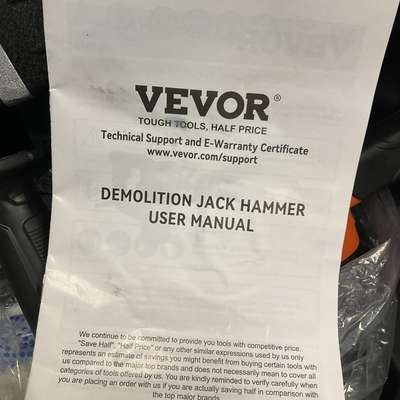 VEVOR®
TOUGH TOOLS, HALF PRICE
Technical Support and E-Warranty Certificate
www.vevor.com/support
DEMOLITION JACK HAMMER
USER MANUAL
We continue to be committed to provide you tools with competitive price.
"Save Half", "Half Price" or any other similar expressions used by us only
represents an estimate of savings you might benefit from buying certain tools with
us compared to the major top brands and does not necessarily mean to cover all
categories of tools offered by us. You are kindly reminded to verify carefully when
you are placing an order with us if you are actually saving half in comparison with
the top major brands.